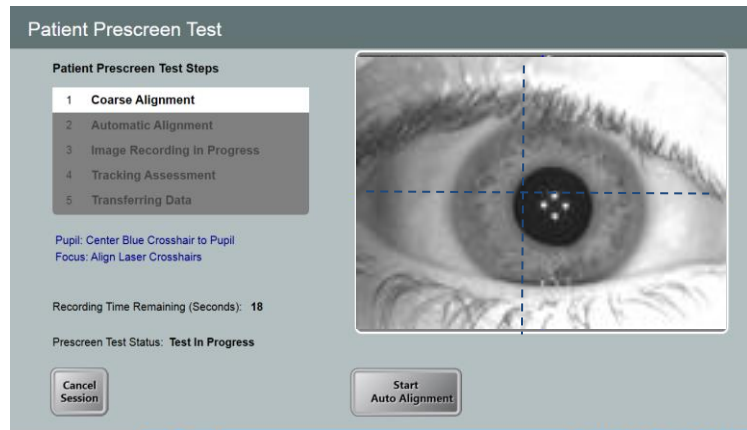 Patient Prescreen Test
Patient Prescreen Test Steps
1 Coarse Alignment
2 Automatic Alignment
3 Image Recording in Progress
4 Tracking Assessment
5 Transferring Data
Pupil: Center Blue Crosshair to Pupil
Focus: Align Laser Crosshairs
Recording Time Remaining (Seconds): 18
Prescreen Test Status: Test In Progress
Cancel
Session
Start
Auto Alignment